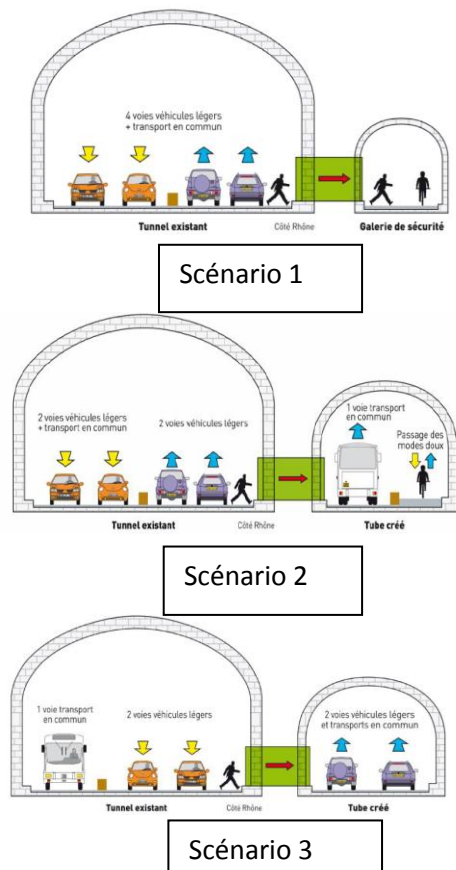 4 voies véhicules légers
+ transport en commun
Tunnel existant
Côté Rhône
Galerie de sécurité
Scénario 1
2 voies véhicules légers
+ transport en commun
2 voies véhicules légers
1 voie transport
en commun
Passage des
modes doux
Tunnel existant
Côté Rhône
Tube créé
Scénario 2
1 voie transport
en commun
2 voies véhicules légers
2 voies véhicules légers
et transports en commun
Tunnel existant
Côté Rhône
Tube créé
Scénario 3